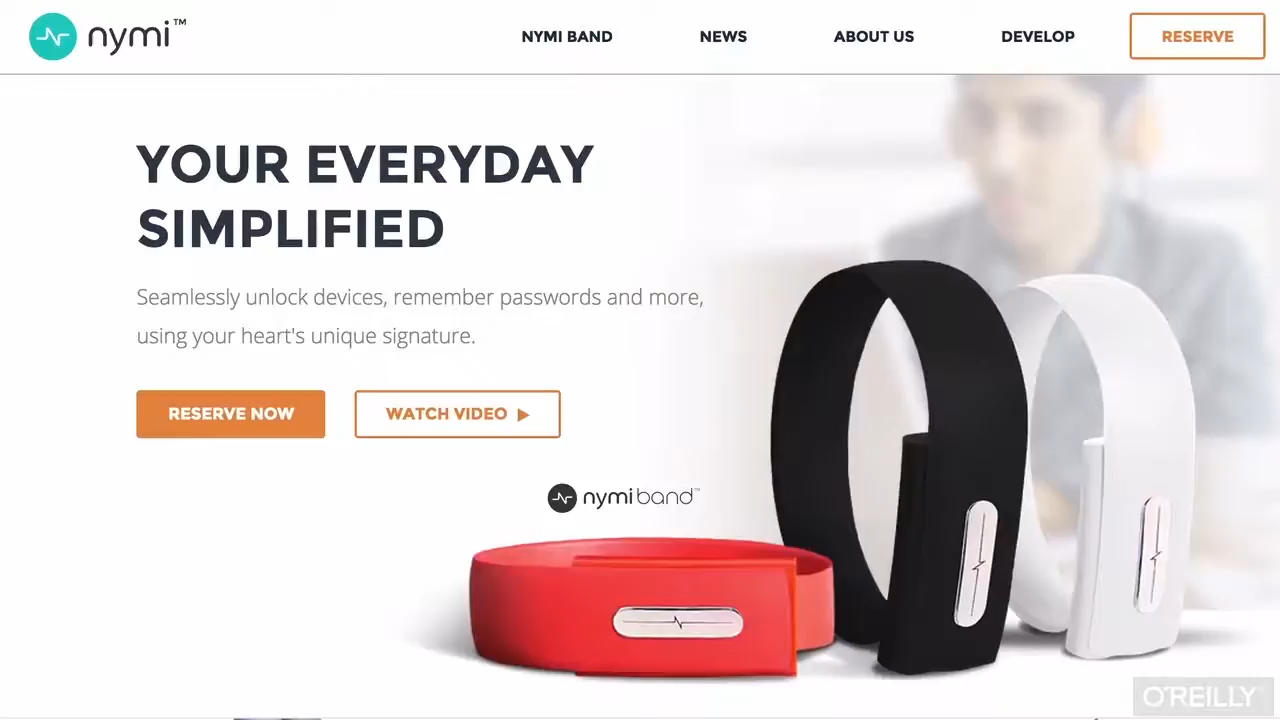 nymi™
NYMI BAND
NEWS
ABOUT US
DEVELOP
RESERVE
YOUR EVERYDAY
SIMPLIFIED
Seamlessly unlock devices, remember passwords and more,
using your heart's unique signature.
RESERVE NOW
WATCH VIDEO
nymi band™
O'REILLY